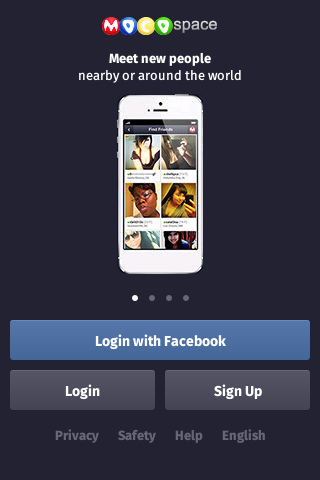 MOCOspace
Meet new people
nearby or around the world
Find Friends
Login with Facebook
Login
Sign Up
Privacy
Safety
Help
English